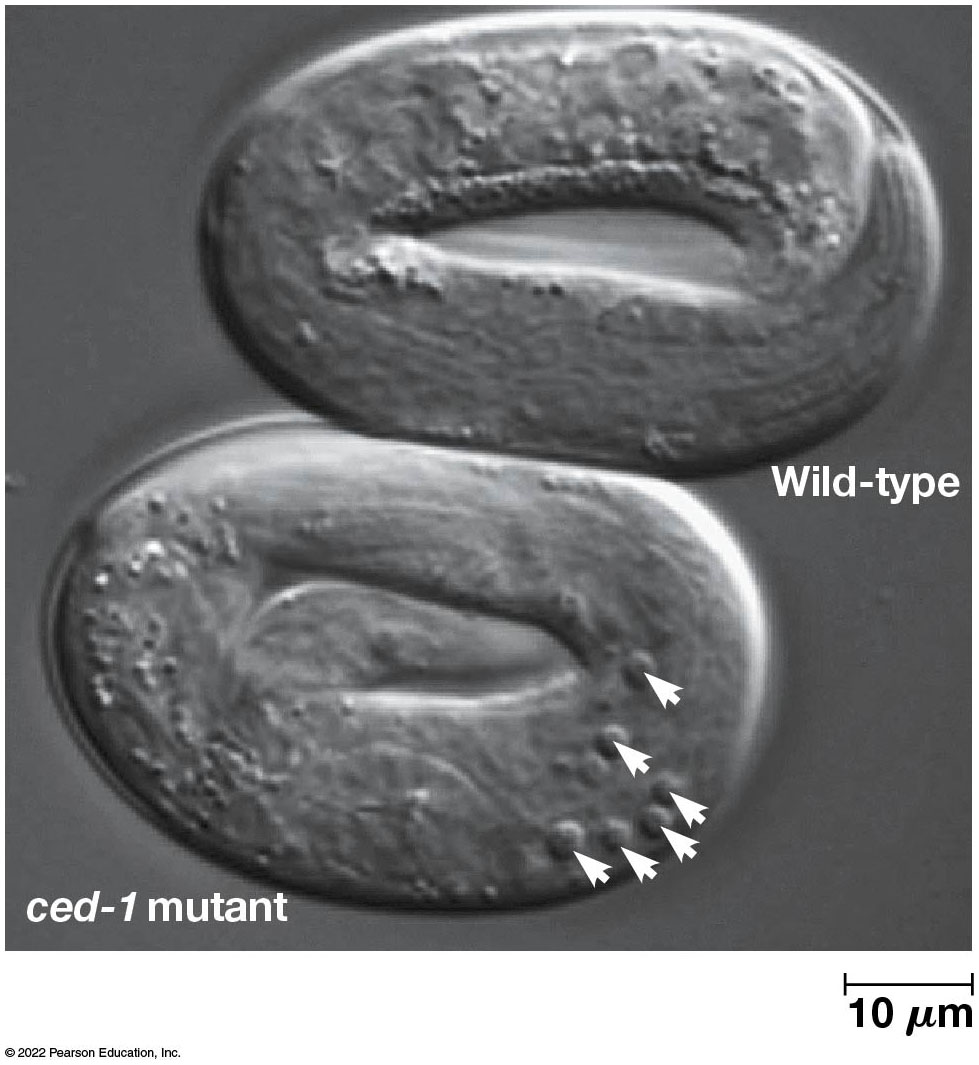 Wild-type
ced-1 mutant
10 μm
© 2022 Pearson Education, Inc.